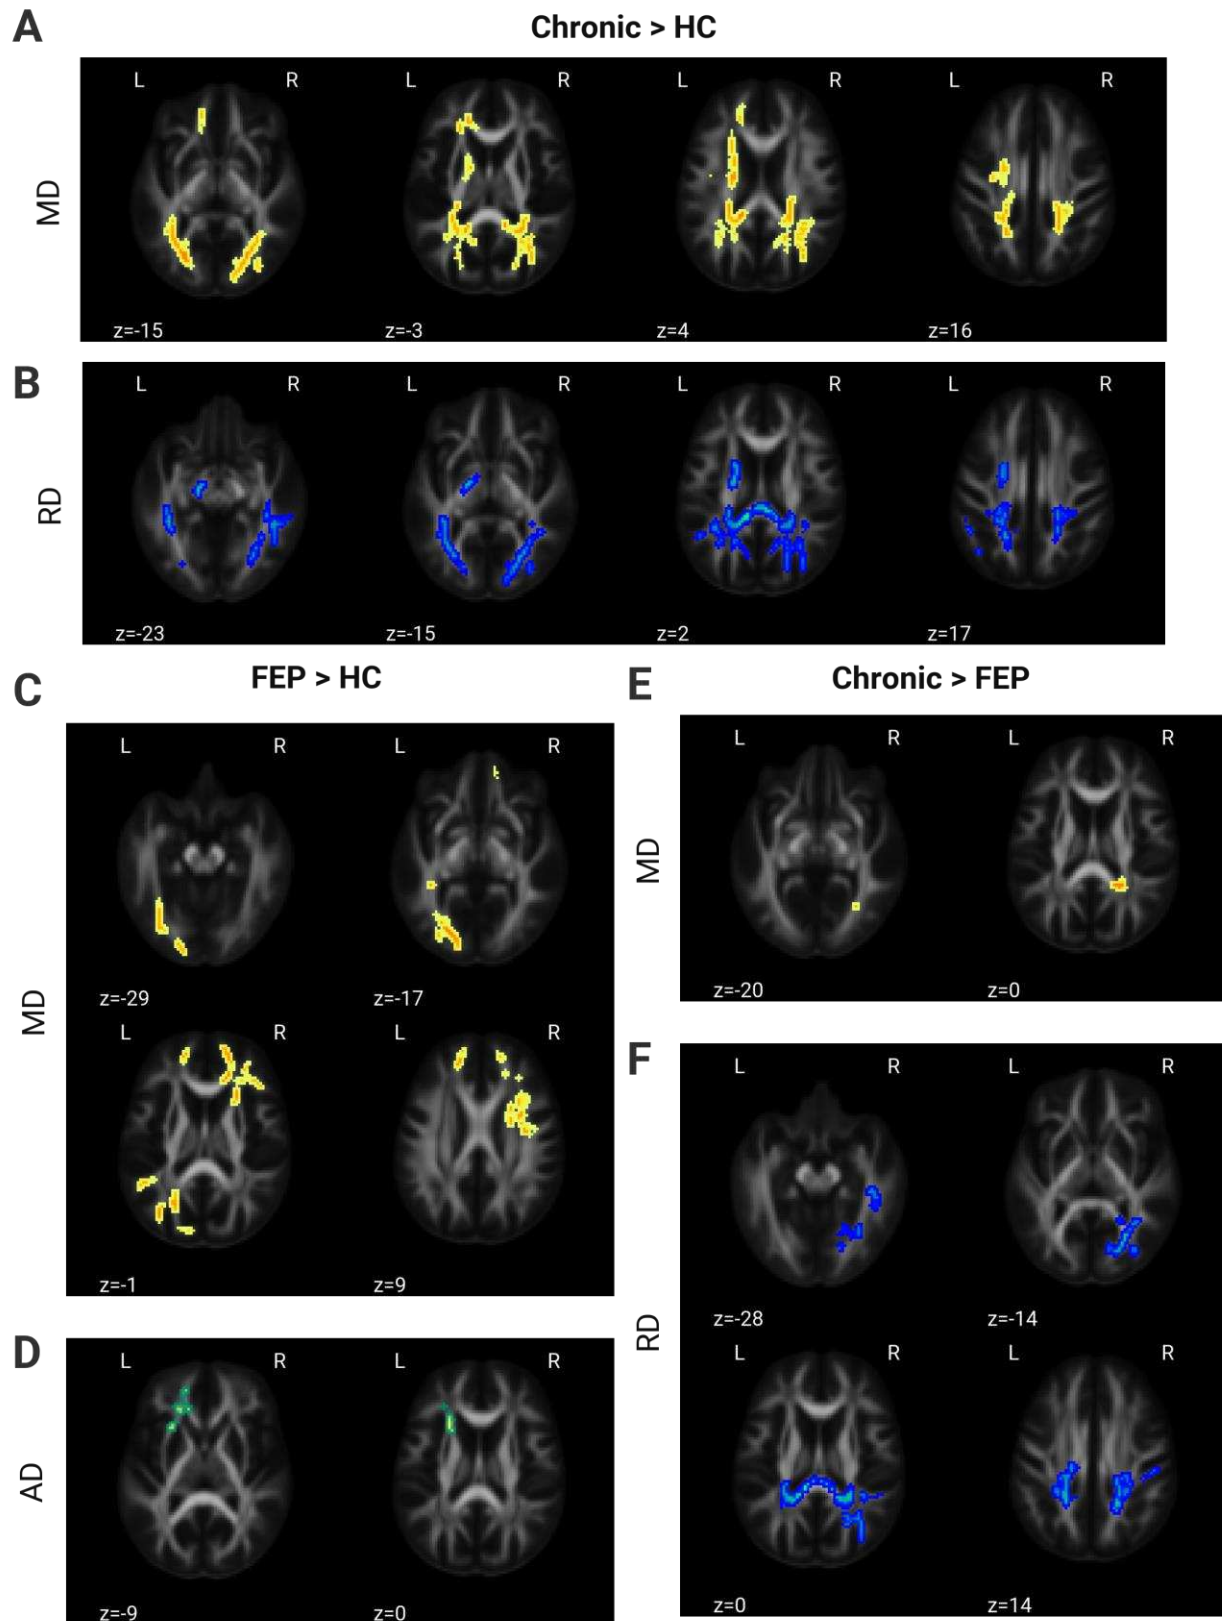 A
Chronic > HC
L R L R L R L R
MD
z=-15 z=-3 z=4 z=16
B
L R L R L R L R
RD
z=-23 z=-15 z=2 z=17
C
FEP > HC
L R L R
MD
z=-29 z=-17
L R L R
z=-1 z=9
D
L R L R
AD
z=-9 z=0
E
Chronic > FEP
L R L R
MD
z=-20 z=0
F
L R L R
z=-28 z=-14
RD
L R L R
z=0 z=14